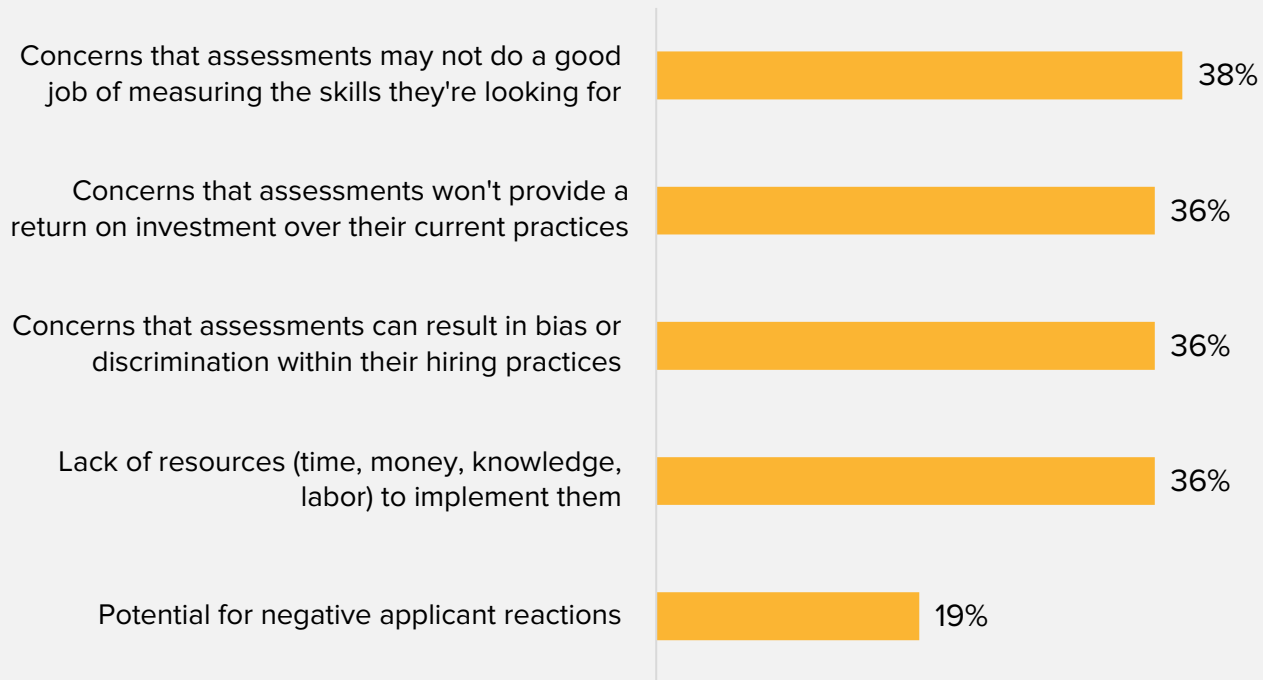 Concerns that assessments may not do a good
job of measuring the skills they're looking for
38%
Concerns that assessments won't provide a
return on investment over their current practices
36%
Concerns that assessments can result in bias or
discrimination within their hiring practices
36%
Lack of resources (time, money, knowledge,
labor) to implement them
36%
Potential for negative applicant reactions
19%